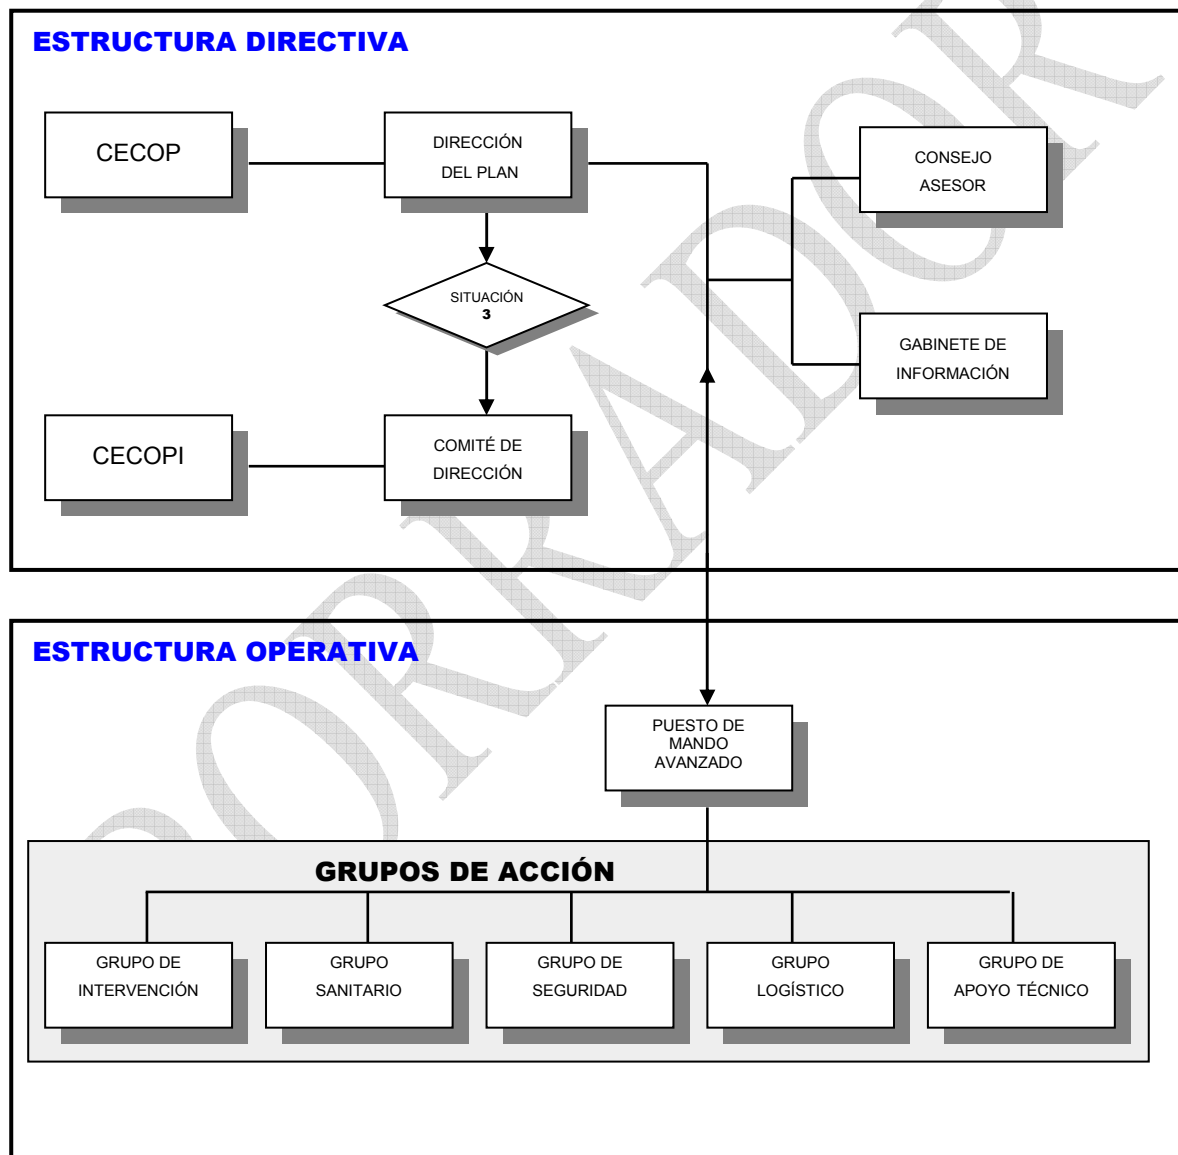 ESTRUCTURA DIRECTIVA
CECOP
DIRECCIÓN
DEL PLAN
CONSEJO
ASESOR
SITUACIÓN
3
GABINETE DE
INFORMACIÓN
CECOPI
COMITÉ DE
DIRECCIÓN
ESTRUCTURA OPERATIVA
PUESTO DE
MANDO
AVANZADO
GRUPOS DE ACCIÓN
GRUPO DE
INTERVENCIÓN
GRUPO
SANITARIO
GRUPO DE
SEGURIDAD
GRUPO
LOGÍSTICO
GRUPO DE
APOYO TÉCNICO
BORRADOR